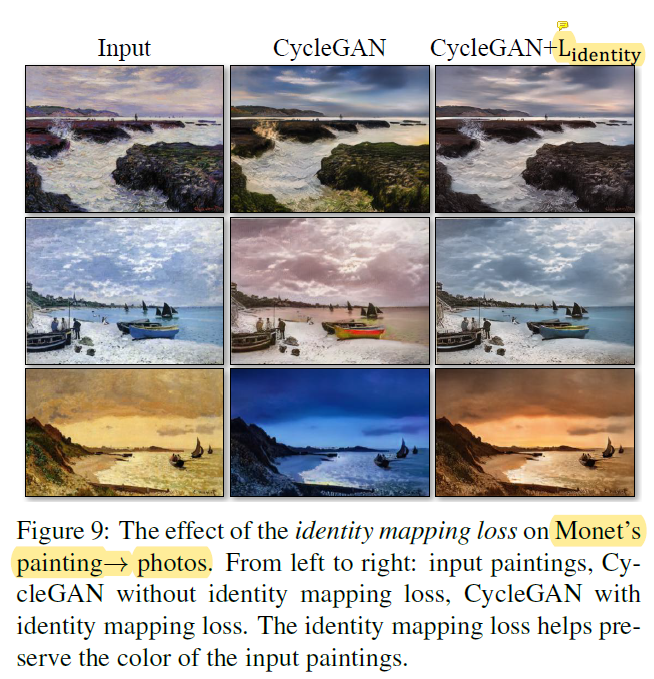 Input CycleGAN CycleGAN+Lidentity
Figure 9: The effect of the identity mapping loss on Monet's
painting→ photos. From left to right: input paintings, Cy-
cleGAN without identity mapping loss, CycleGAN with
identity mapping loss. The identity mapping loss helps pre-
serve the color of the input paintings.